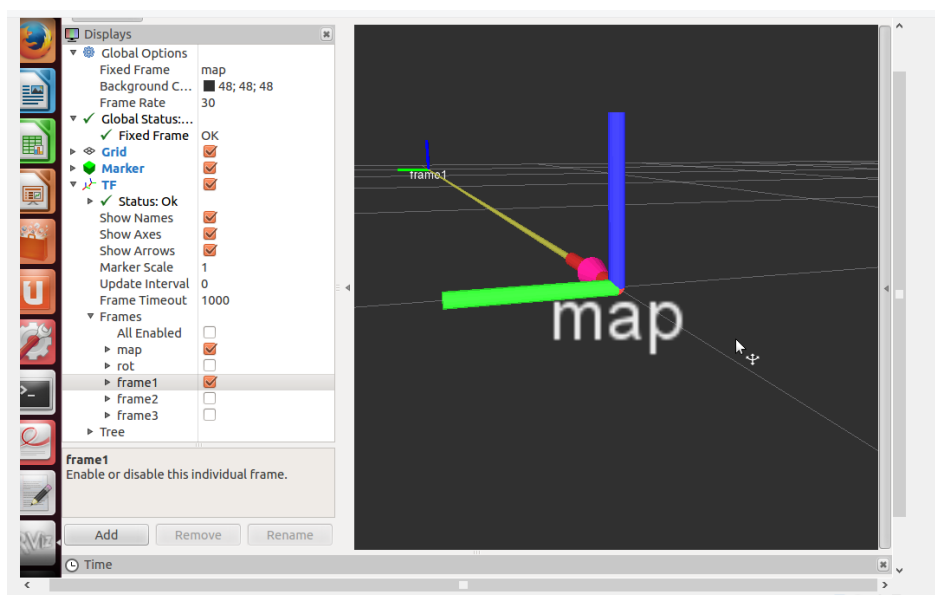 Displays
Global Options
Fixed Frame map
Background C... 48; 48; 48
Frame Rate 30
Global Status:...
Fixed Frame OK
Grid
Marker
TF
Status: Ok
Show Names
Show Axes
Show Arrows
Marker Scale 1
Update Interval 0
Frame Timeout 1000
Frames
All Enabled
map
rot
frame1
frame2
frame3
Tree
frame1
Enable or disable this individual frame.
Add Remove Rename
Time
frame1
map